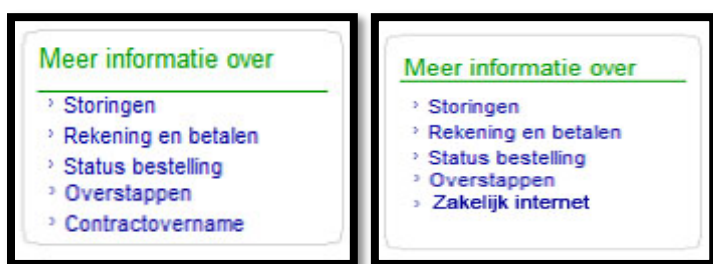 Meer informatie over
Storingen
Rekening en betalen
Status bestelling
Overstappen
Contractovername
Meer informatie over
Storingen
Rekening en betalen
Status bestelling
Overstappen
Zakelijk internet